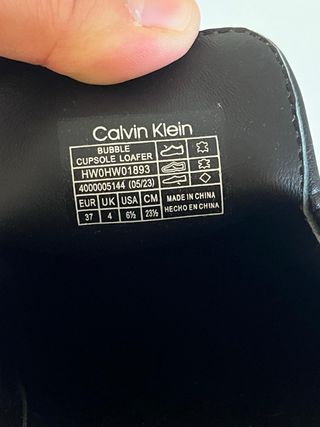 Calvin Klein
BUBBLE
CUPSOLE LOAFER
HW0HW01893
4000005144 (05/23)
EUR UK USA CM
37 4 6½ 23½
MADE IN CHINA
HECHO EN CHINA